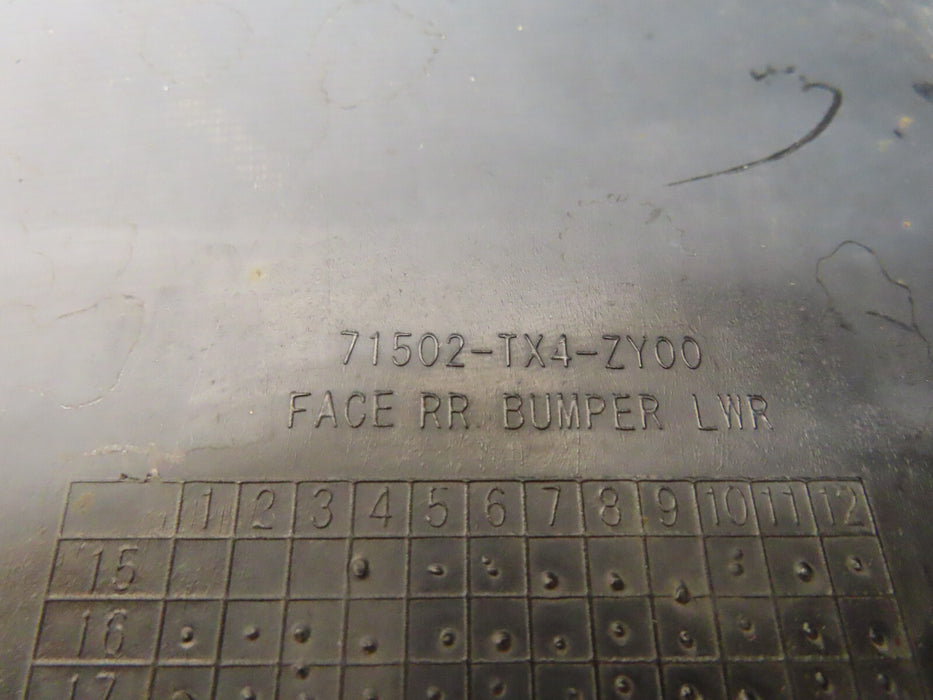 71502-TX4-ZY00
FACE RR BUMPER LWR
1 2 3 4 5 6 7 8 9 10 11 12
15
16
17